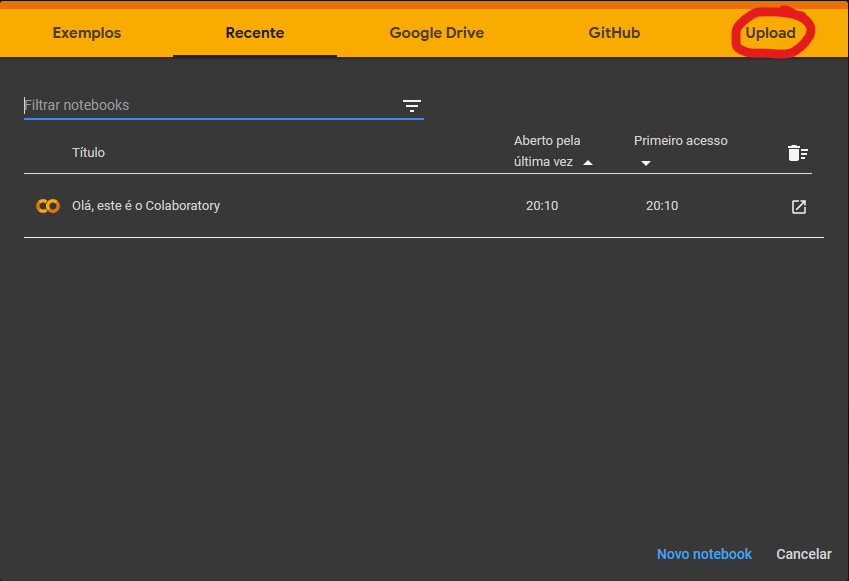 Exemplos Recente Google Drive GitHub Upload
Filtrar notebooks
Título Aberto pela última vez Primeiro acesso
Olá, este é o Colaboratory 20:10 20:10
Novo notebook Cancelar